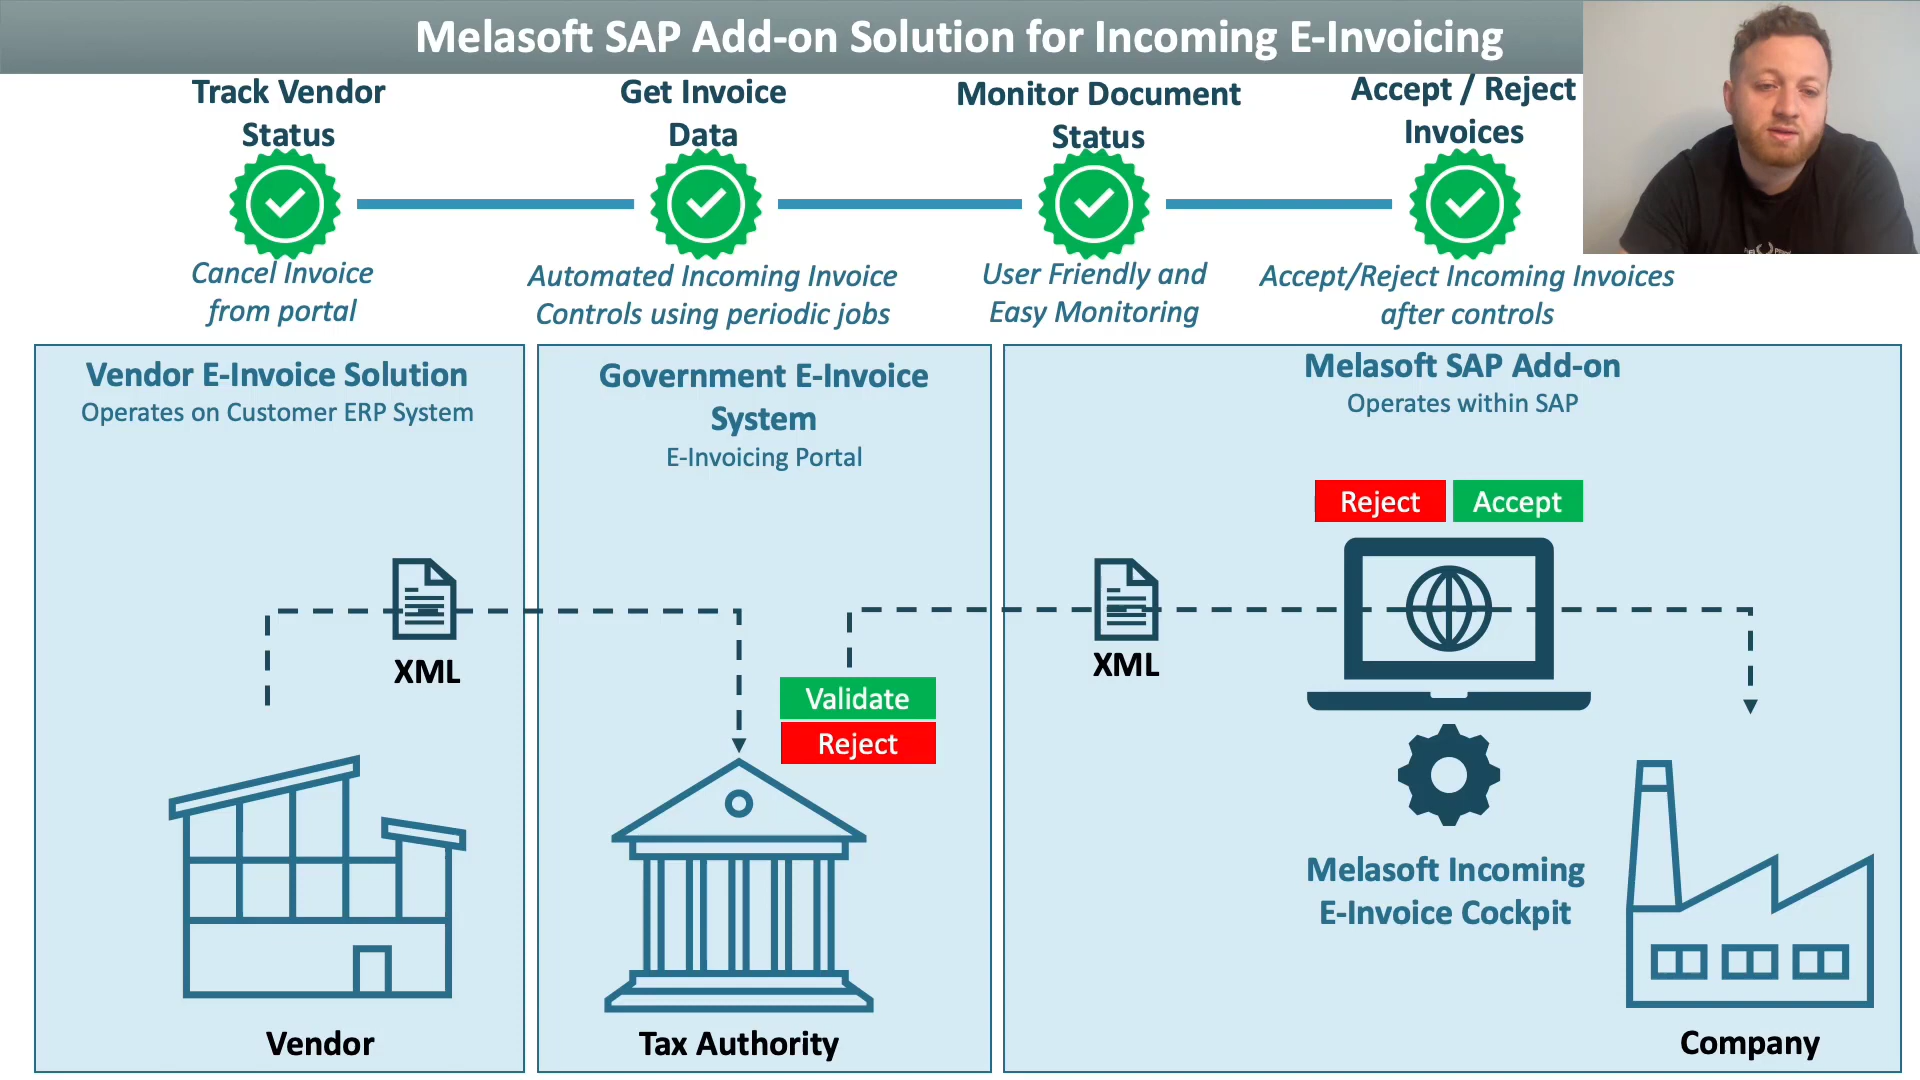 Melasoft SAP Add-on Solution for Incoming E-Invoicing
Track Vendor
Status
Get Invoice
Data
Monitor Document
Status
Accept / Reject
Invoices
Cancel Invoice
from portal
Automated Incoming Invoice
Controls using periodic jobs
User Friendly and
Easy Monitoring
Accept/Reject Incoming Invoices
after controls
Vendor E-Invoice Solution
Operates on Customer ERP System
Government E-Invoice
System
E-Invoicing Portal
Melasoft SAP Add-on
Operates within SAP
Reject
Accept
XML
XML
Validate
Reject
Melasoft Incoming
E-Invoice Cockpit
Vendor
Tax Authority
Company